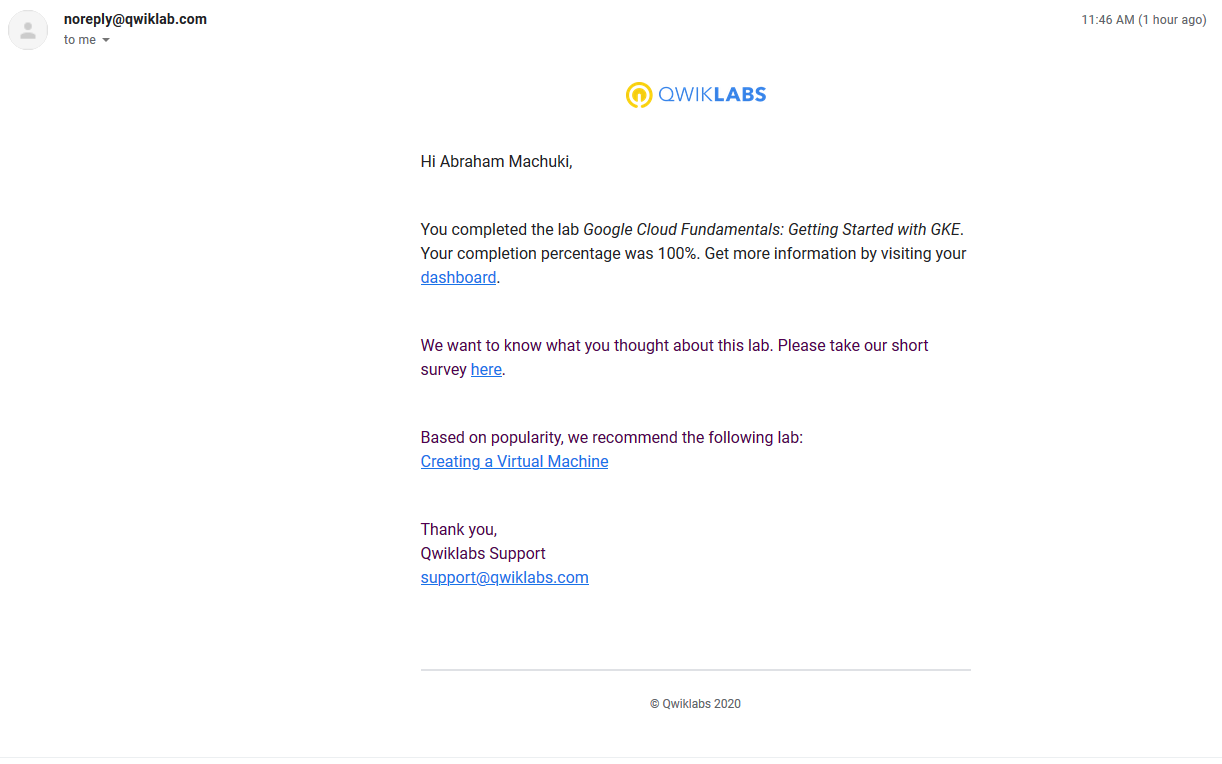 noreply@qwiklab.com
11:46 AM (1 hour ago)
to me
QWIKLABS
Hi Abraham Machuki,
You completed the lab Google Cloud Fundamentals: Getting Started with GKE.
Your completion percentage was 100%. Get more information by visiting your
dashboard.
We want to know what you thought about this lab. Please take our short
survey here.
Based on popularity, we recommend the following lab:
Creating a Virtual Machine
Thank you,
Qwiklabs Support
support@qwiklabs.com
© Qwiklabs 2020